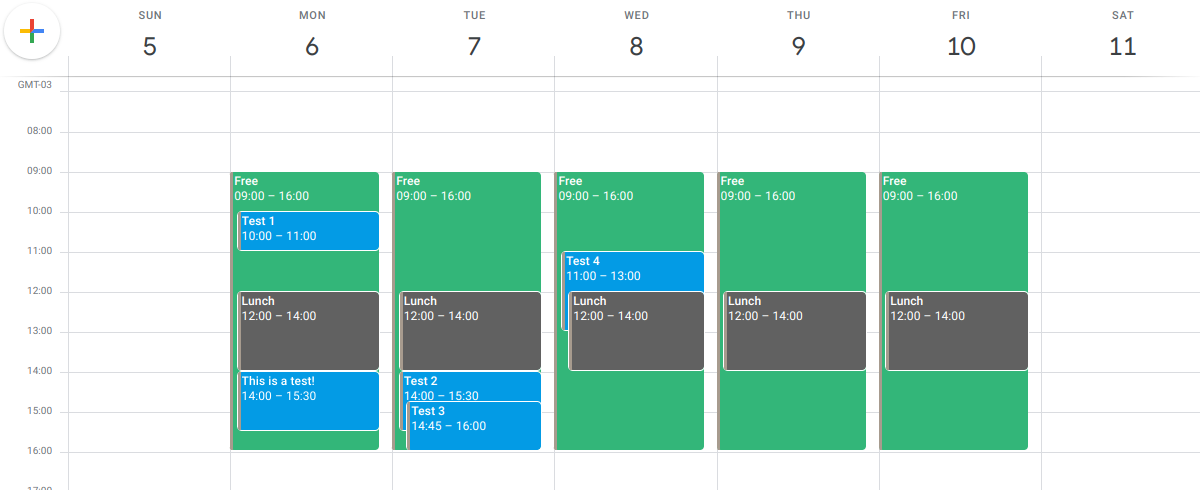 SUN MON TUE WED THU FRI SAT
5 6 7 8 9 10 11
GMT-03
08:00
09:00
10:00
11:00
12:00
13:00
14:00
15:00
16:00
17:00
Free
09:00 – 16:00
Test 1
10:00 – 11:00
Lunch
12:00 – 14:00
This is a test!
14:00 – 15:30
Free
09:00 – 16:00
Lunch
12:00 – 14:00
Test 2
14:00 – 15:30
Test 3
14:45 – 16:00
Free
09:00 – 16:00
Test 4
11:00 – 13:00
Lunch
12:00 – 14:00
Free
09:00 – 16:00
Lunch
12:00 – 14:00
Free
09:00 – 16:00
Lunch
12:00 – 14:00